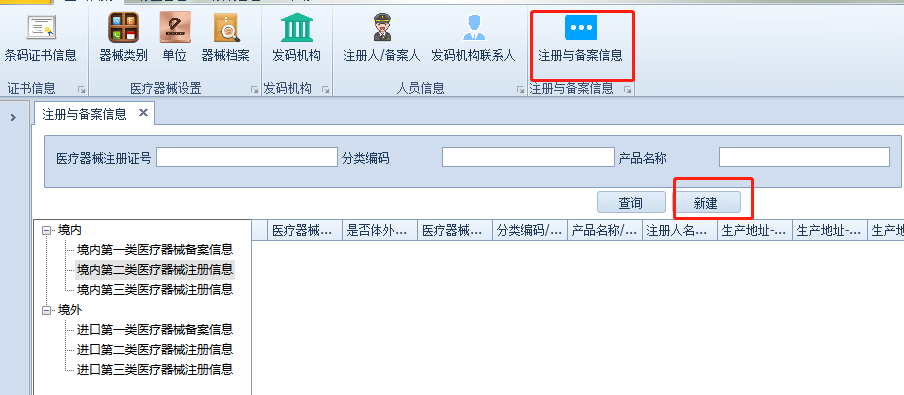 条码证书信息
器械类别
单位
器械档案
发码机构
注册人/备案人
发码机构联系人
注册与备案信息
证书信息
医疗器械设置
发码机构
人员信息
注册与备案信息
注册与备案信息
医疗器械注册证号
分类编码
产品名称
查询
新建
医疗器械...
是否体外...
医疗器械...
分类编码/...
产品名称/...
注册人名...
生产地址-...
生产地址-...
生产地
境内
境内第一类医疗器械备案信息
境内第二类医疗器械注册信息
境内第三类医疗器械注册信息
境外
进口第一类医疗器械备案信息
进口第二类医疗器械注册信息
进口第三类医疗器械注册信息